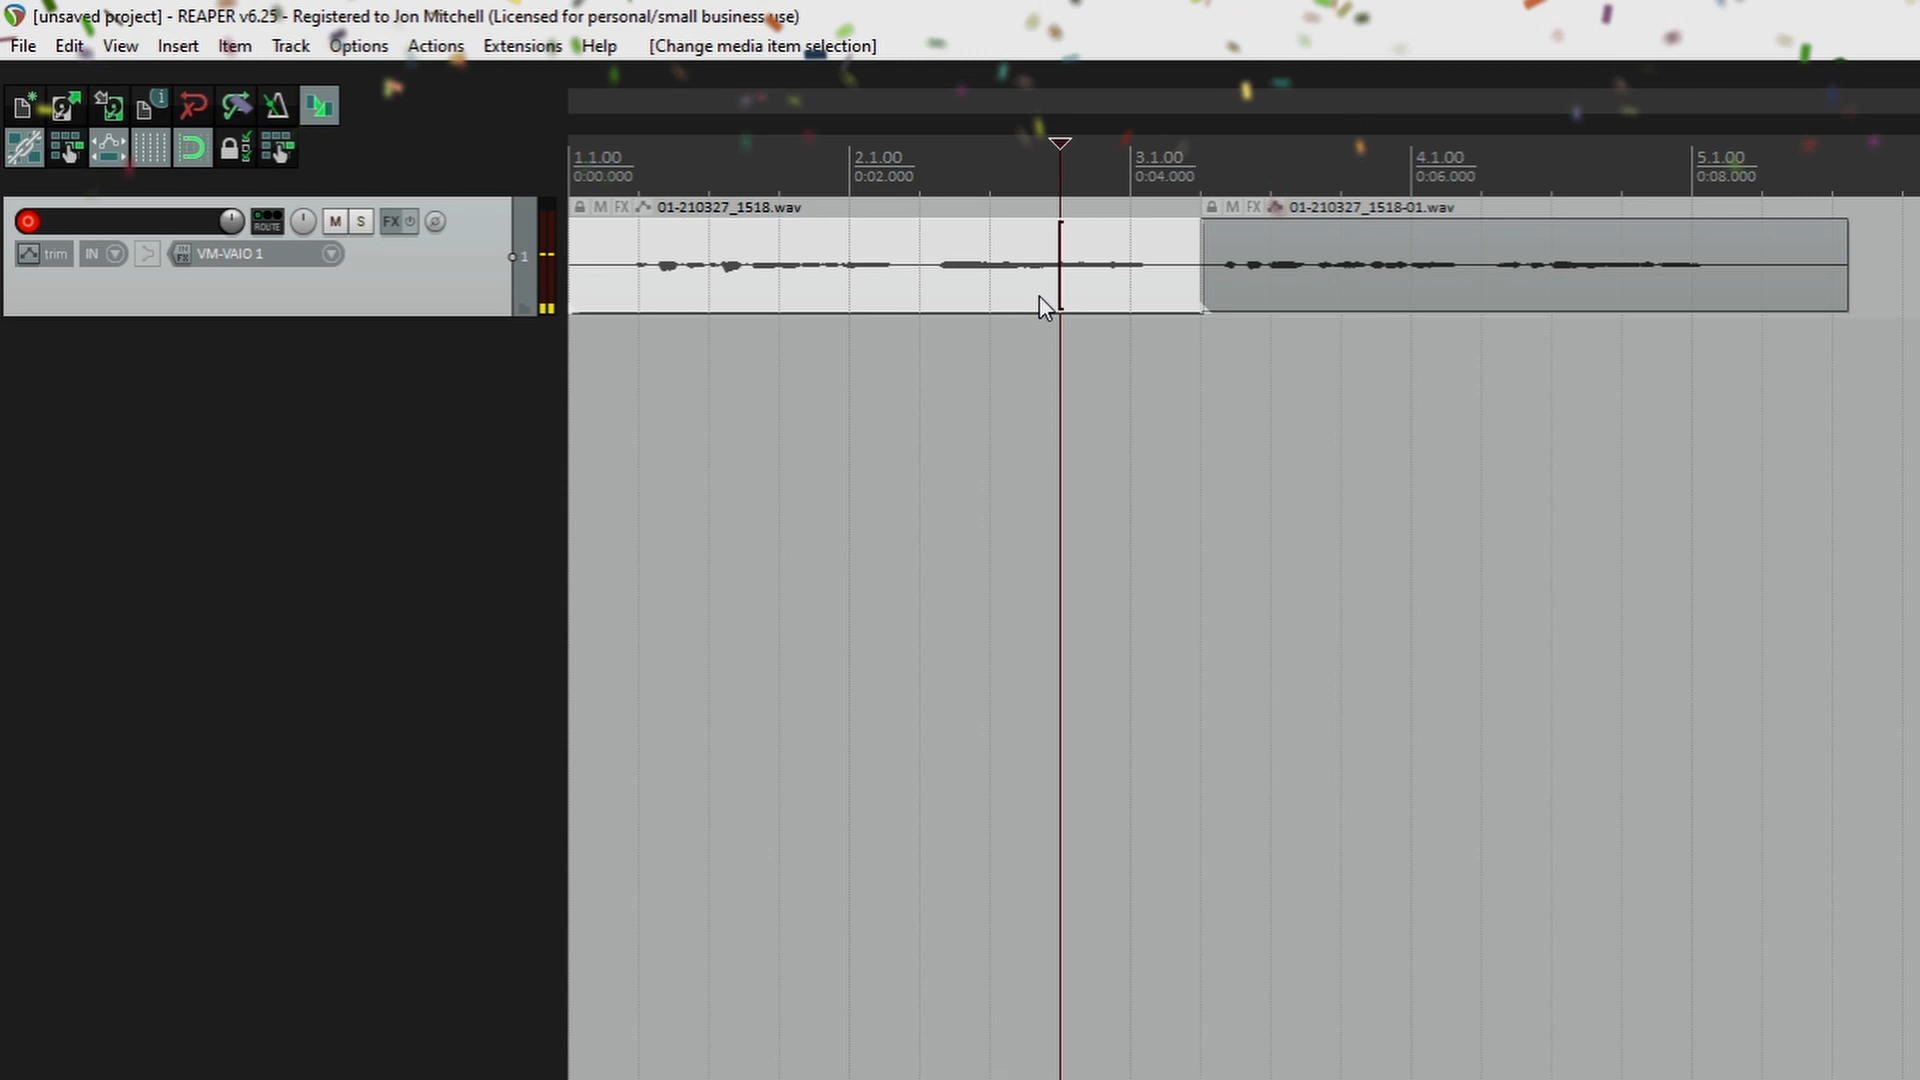 [unsaved project] - REAPER v6.25 - Registered to Jon Mitchell (Licensed for personal/small business use)
File Edit View Insert Item Track Options Actions Extensions Help [Change media item selection]
1.1.00 2.1.00 3.1.00 4.1.00 5.1.00
0:00.000 0:02.000 0:04.000 0:06.000 0:08.000
M FX 01-210327_1518.wav M FX 01-210327_1518-01.wav
ROUTE M S FX
trim IN IN FX VM-VAIO 1 1